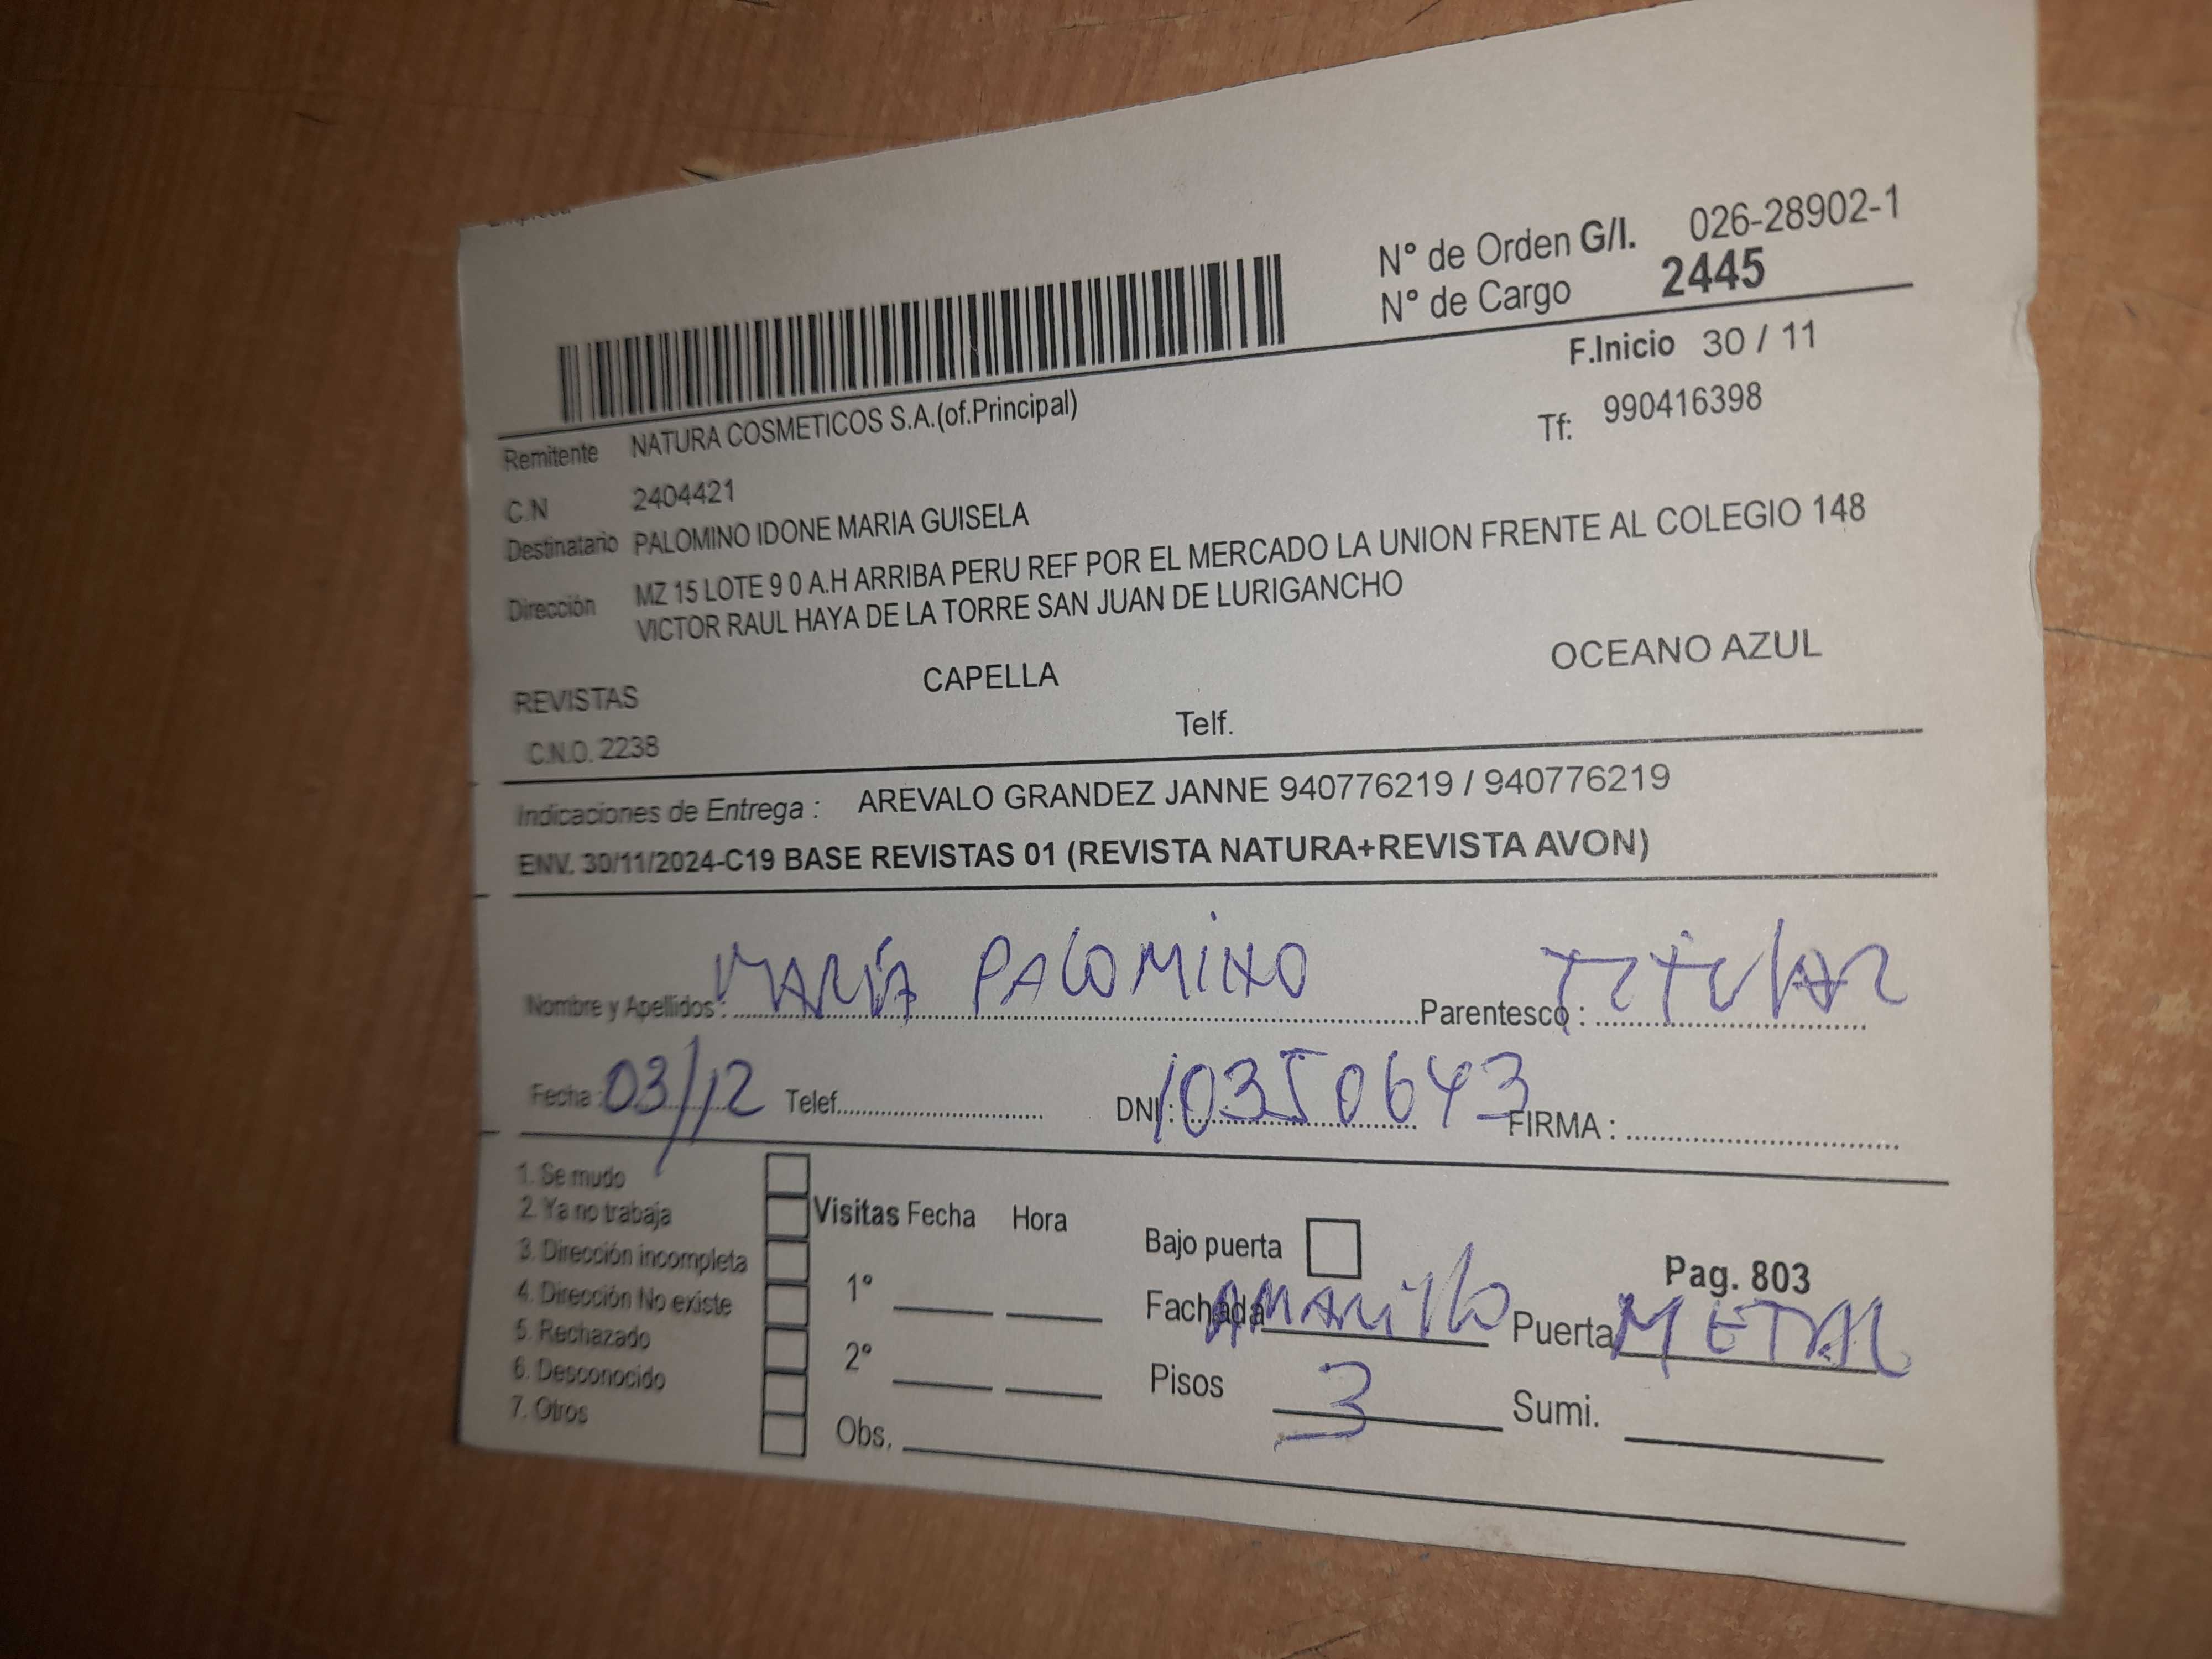 N° de Orden G/I. 026-28902-1
N° de Cargo 2445
F.Inicio 30 / 11
Remitente NATURA COSMETICOS S.A.(of.Principal)
Tf: 990416398
C.N 2404421
Destinatario PALOMINO IDONE MARIA GUISELA
Dirección MZ 15 LOTE 9 0 A.H ARRIBA PERU REF POR EL MERCADO LA UNION FRENTE AL COLEGIO 148
VICTOR RAUL HAYA DE LA TORRE SAN JUAN DE LURIGANCHO
REVISTAS CAPELLA OCEANO AZUL
C.N.O. 2238 Telf.
Indicaciones de Entrega : AREVALO GRANDEZ JANNE 940776219 / 940776219
ENV. 30/11/2024-C19 BASE REVISTAS 01 (REVISTA NATURA+REVISTA AVON)
Nombre y Apellidos : MARÍA PALOMINO Parentesco : TITULAR
Fecha : 03/12 Telef. DNI : 10350643 FIRMA :
1. Se mudo
2. Ya no trabaja
3. Dirección incompleta
4. Dirección No existe
5. Rechazado
6. Desconocido
7. Otros
Visitas Fecha Hora
1°
2°
Obs.
Bajo puerta Pag. 803
Fachada AMARILLO Puerta METAL
Pisos 3 Sumi.